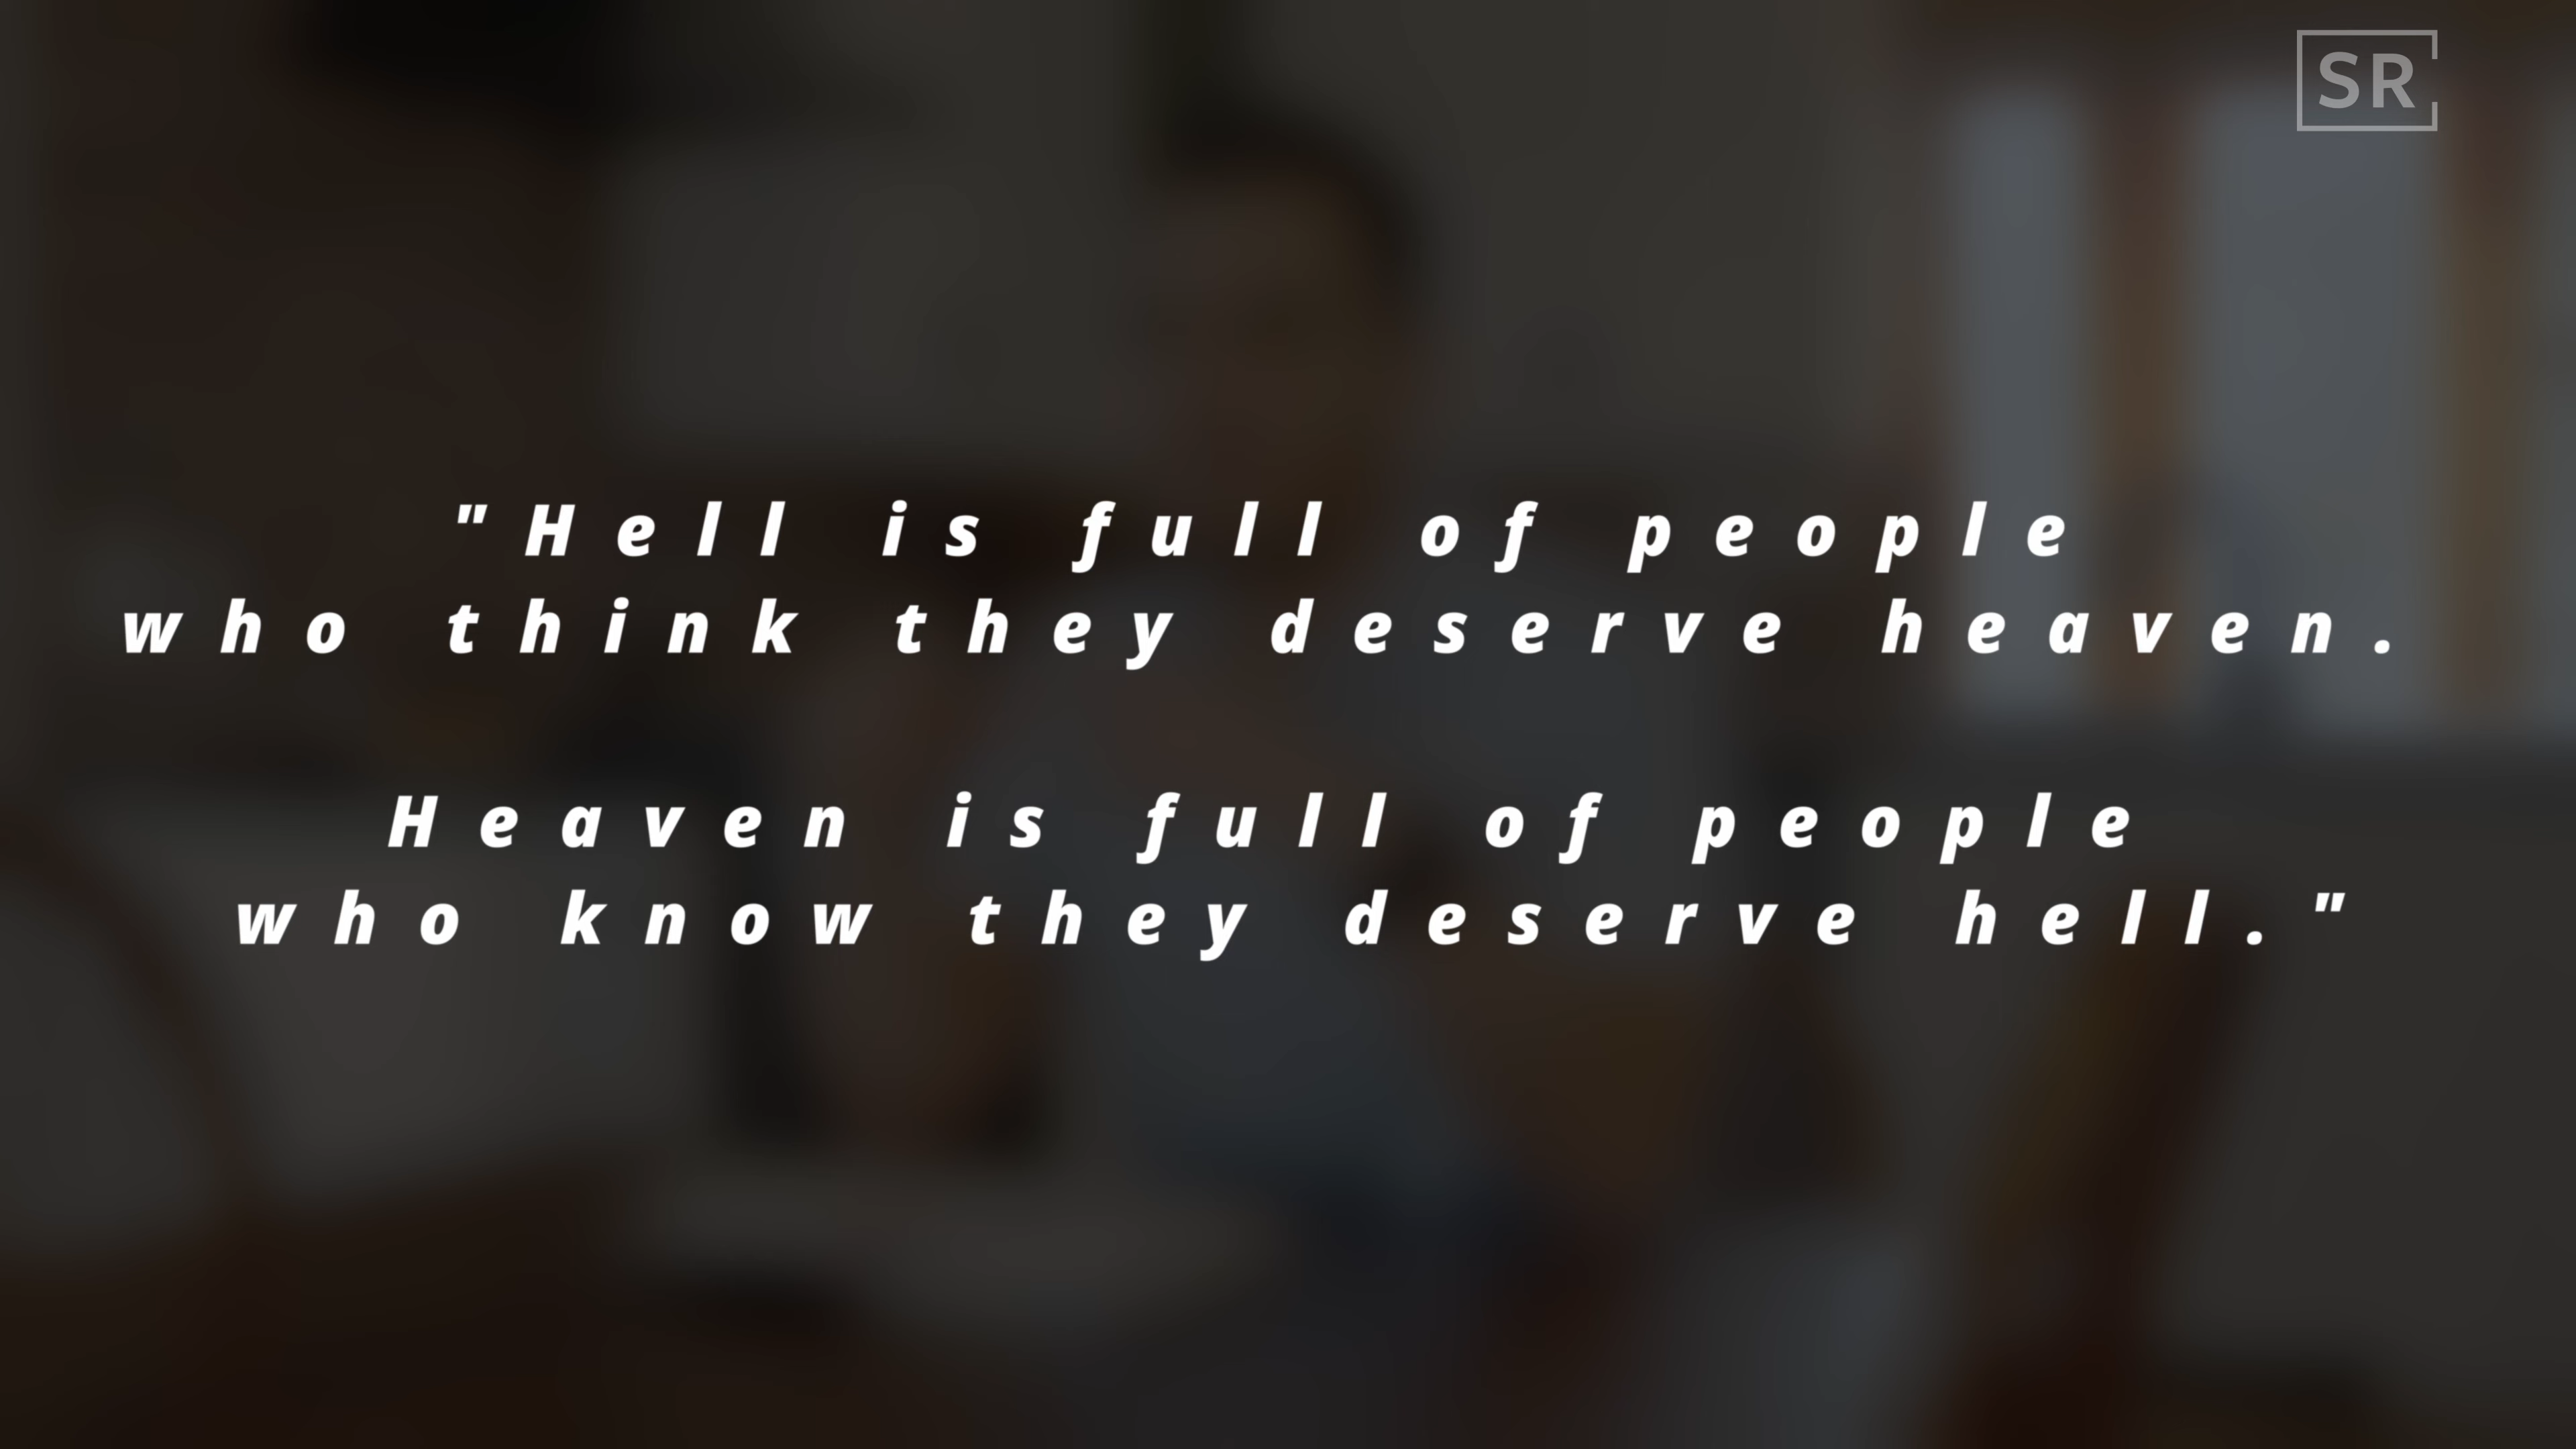 SR
"Hell is full of people
who think they deserve heaven.
Heaven is full of people
who know they deserve hell."